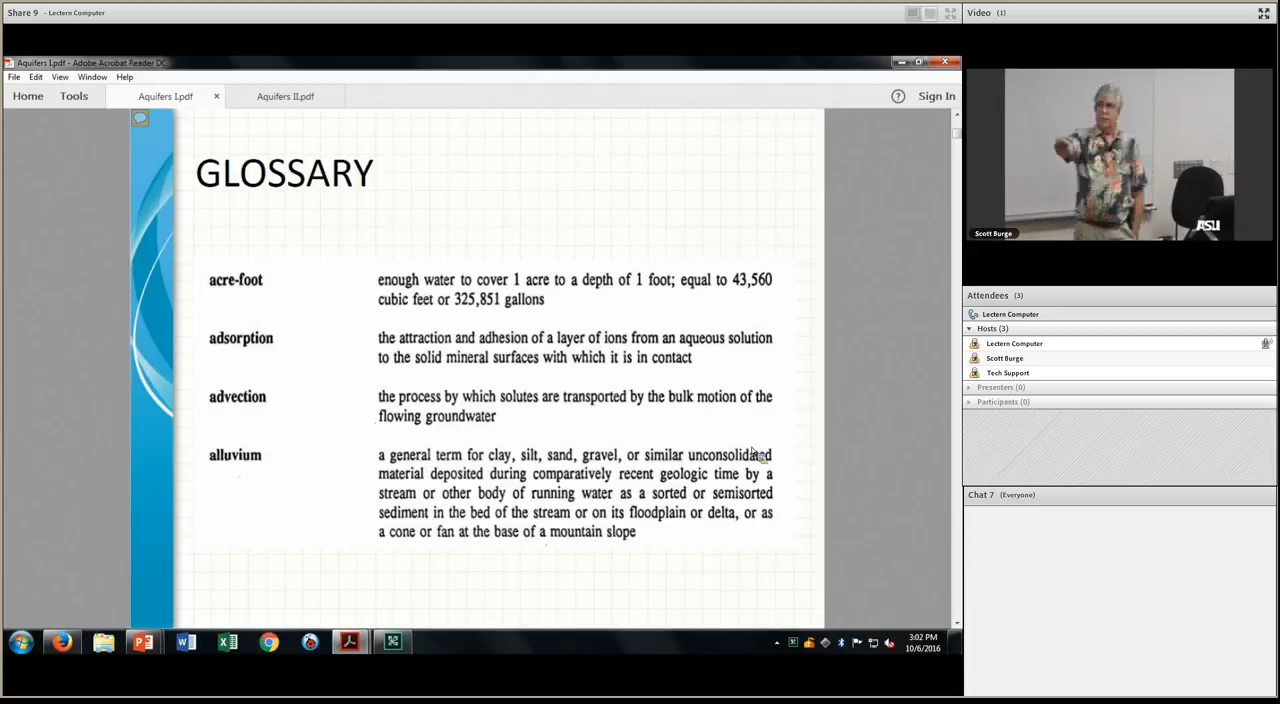 Share 9 - Lectern Computer
Video (1)
Aquifers I.pdf - Adobe Acrobat Reader DC
File Edit View Window Help
Home Tools Aquifers I.pdf × Aquifers II.pdf ? Sign In
GLOSSARY
acre-foot enough water to cover 1 acre to a depth of 1 foot; equal to 43,560
cubic feet or 325,851 gallons
adsorption the attraction and adhesion of a layer of ions from an aqueous solution
to the solid mineral surfaces with which it is in contact
advection the process by which solutes are transported by the bulk motion of the
flowing groundwater
alluvium a general term for clay, silt, sand, gravel, or similar unconsolidated
material deposited during comparatively recent geologic time by a
stream or other body of running water as a sorted or semisorted
sediment in the bed of the stream or on its floodplain or delta, or as
a cone or fan at the base of a mountain slope
3:02 PM
10/6/2016
Scott Burge
ASU
Attendees (3)
Lectern Computer
Hosts (3)
Lectern Computer
Scott Burge
Tech Support
Presenters (0)
Participants (0)
Chat 7 (Everyone)